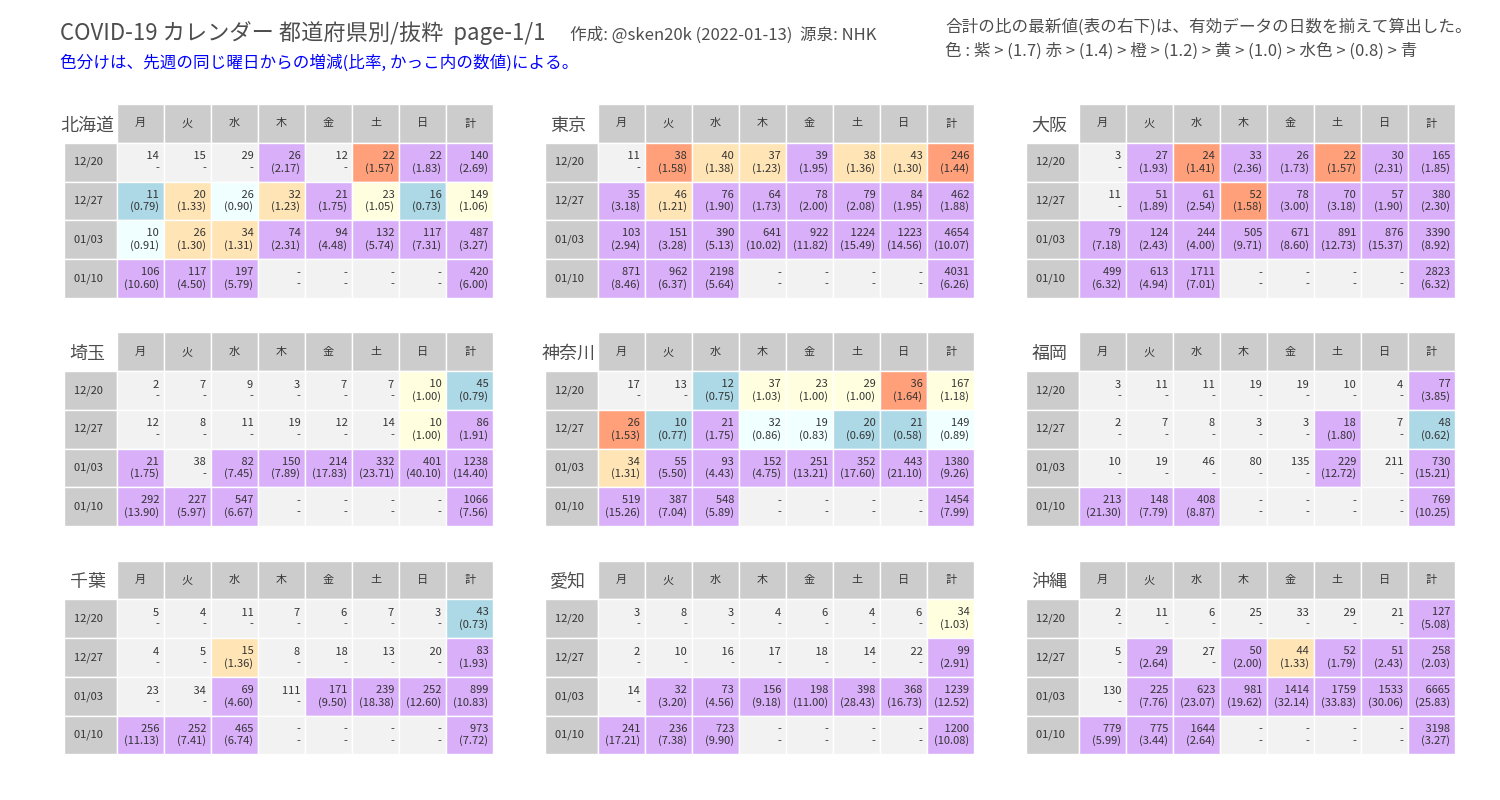 COVID-19 カレンダー 都道府県別/抜粋 page-1/1 作成: @sken20k (2022-01-13) 源泉: NHK
合計の比の最新値(表の右下)は、有効データの日数を揃えて算出した。
色分けは、先週の同じ曜日からの増減(比率, かっこ内の数値)による。
色 : 紫 > (1.7) 赤 > (1.4) 橙 > (1.2) 黄 > (1.0) > 水色 > (0.8) > 青
北海道 月 火 水 木 金 土 日 計
12/20 14 15 29 26 12 22 22 140
- - - (2.17) - (1.57) (1.83) (2.69)
12/27 11 20 26 32 21 23 16 149
(0.79) (1.33) (0.90) (1.23) (1.75) (1.05) (0.73) (1.06)
01/03 10 26 34 74 94 132 117 487
(0.91) (1.30) (1.31) (2.31) (4.48) (5.74) (7.31) (3.27)
01/10 106 117 197 - - - - 420
(10.60) (4.50) (5.79) - - - - (6.00)
東京 月 火 水 木 金 土 日 計
12/20 11 38 40 37 39 38 43 246
- (1.58) (1.38) (1.23) (1.95) (1.36) (1.30) (1.44)
12/27 35 46 76 64 78 79 84 462
(3.18) (1.21) (1.90) (1.73) (2.00) (2.08) (1.95) (1.88)
01/03 103 151 390 641 922 1224 1223 4654
(2.94) (3.28) (5.13) (10.02) (11.82) (15.49) (14.56) (10.07)
01/10 871 962 2198 - - - - 4031
(8.46) (6.37) (5.64) - - - - (6.26)
大阪 月 火 水 木 金 土 日 計
12/20 3 27 24 33 26 22 30 165
- (1.93) (1.41) (2.36) (1.73) (1.57) (2.31) (1.85)
12/27 11 51 61 52 78 70 57 380
- (1.89) (2.54) (1.58) (3.00) (3.18) (1.90) (2.30)
01/03 79 124 244 505 671 891 876 3390
(7.18) (2.43) (4.00) (9.71) (8.60) (12.73) (15.37) (8.92)
01/10 499 613 1711 - - - - 2823
(6.32) (4.94) (7.01) - - - - (6.32)
埼玉 月 火 水 木 金 土 日 計
12/20 2 7 9 3 7 7 10 45
- - - - - - (1.00) (0.79)
12/27 12 8 11 19 12 14 10 86
- - - - - - (1.00) (1.91)
01/03 21 38 82 150 214 332 401 1238
(1.75) - (7.45) (7.89) (17.83) (23.71) (40.10) (14.40)
01/10 292 227 547 - - - - 1066
(13.90) (5.97) (6.67) - - - - (7.56)
神奈川 月 火 水 木 金 土 日 計
12/20 17 13 12 37 23 29 36 167
- - (0.75) (1.03) (1.00) (1.00) (1.64) (1.18)
12/27 26 10 21 32 19 20 21 149
(1.53) (0.77) (1.75) (0.86) (0.83) (0.69) (0.58) (0.89)
01/03 34 55 93 152 251 352 443 1380
(1.31) (5.50) (4.43) (4.75) (13.21) (17.60) (21.10) (9.26)
01/10 519 387 548 - - - - 1454
(15.26) (7.04) (5.89) - - - - (7.99)
福岡 月 火 水 木 金 土 日 計
12/20 3 11 11 19 19 10 4 77
- - - - - - - (3.85)
12/27 2 7 8 3 3 18 7 48
- - - - - (1.80) - (0.62)
01/03 10 19 46 80 135 229 211 730
- - - - - (12.72) - (15.21)
01/10 213 148 408 - - - - 769
(21.30) (7.79) (8.87) - - - - (10.25)
千葉 月 火 水 木 金 土 日 計
12/20 5 4 11 7 6 7 3 43
- - - - - - - (0.73)
12/27 4 5 15 8 18 13 20 83
- - (1.36) - - - - (1.93)
01/03 23 34 69 111 171 239 252 899
- - (4.60) - (9.50) (18.38) (12.60) (10.83)
01/10 256 252 465 - - - - 973
(11.13) (7.41) (6.74) - - - - (7.72)
愛知 月 火 水 木 金 土 日 計
12/20 3 8 3 4 6 4 6 34
- - - - - - - (1.03)
12/27 2 10 16 17 18 14 22 99
- - - - - - - (2.91)
01/03 14 32 73 156 198 398 368 1239
- (3.20) (4.56) (9.18) (11.00) (28.43) (16.73) (12.52)
01/10 241 236 723 - - - - 1200
(17.21) (7.38) (9.90) - - - - (10.08)
沖縄 月 火 水 木 金 土 日 計
12/20 2 11 6 25 33 29 21 127
- - - - - - - (5.08)
12/27 5 29 27 50 44 52 51 258
- (2.64) - (2.00) (1.33) (1.79) (2.43) (2.03)
01/03 130 225 623 981 1414 1759 1533 6665
- (7.76) (23.07) (19.62) (32.14) (33.83) (30.06) (25.83)
01/10 779 775 1644 - - - - 3198
(5.99) (3.44) (2.64) - - - - (3.27)